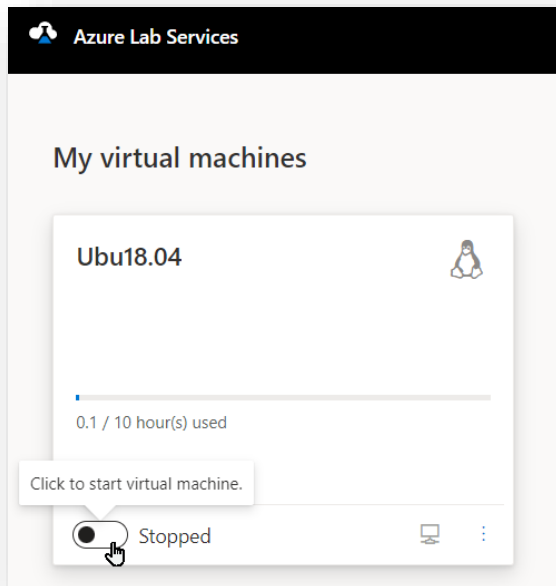 Azure Lab Services
My virtual machines
Ubu18.04
0.1 / 10 hour(s) used
Click to start virtual machine.
Stopped